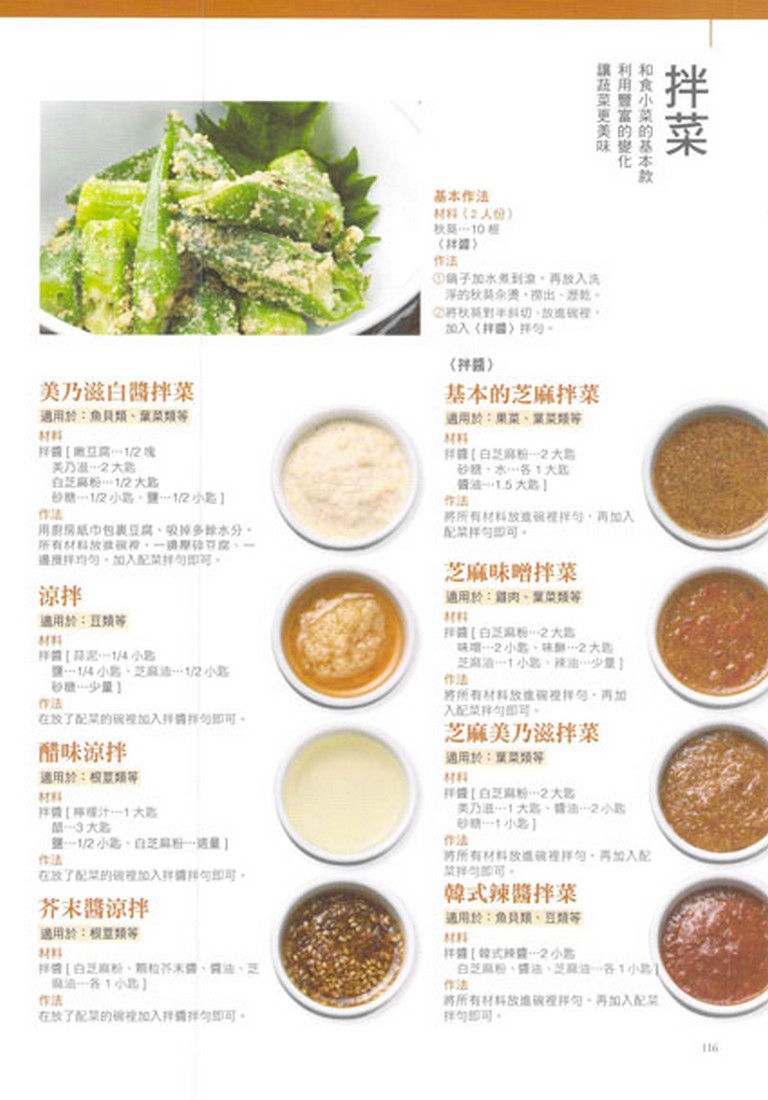 拌菜
和食小菜的基本款
利用豐富的變化
讓蔬菜更美味
基本作法
材料（2人份）
秋葵…10根
〈拌醬〉
作法
①鍋子加水煮到滾，再放入洗
淨的秋葵汆燙，撈出、瀝乾。
②將秋葵對半斜切，放進碗裡，
加入〈拌醬〉拌勻。
〈拌醬〉
基本的芝麻拌菜
適用於：果菜、葉菜類等
材料
拌醬[白芝麻粉…2大匙
砂糖、水…各1大匙
醬油…1.5大匙]
作法
將所有材料放進碗裡拌勻，再加入
配菜拌勻即可。
芝麻味噌拌菜
適用於：雞肉、葉菜類等
材料
拌醬[白芝麻粉…2大匙
味噌…2小匙、味醂…2大匙
芝麻油…1小匙、辣油…少量]
作法
將所有材料放進碗裡拌勻，再加
入配菜拌勻即可。
芝麻美乃滋拌菜
適用於：葉菜類等
材料
拌醬[白芝麻粉…2大匙
美乃滋…1大匙、醬油…2小匙
砂糖…1小匙]
作法
將所有材料放進碗裡拌勻，再加入配
菜拌勻即可。
韓式辣醬拌菜
適用於：魚貝類、豆類等
材料
拌醬[韓式辣醬…2小匙
白芝麻粉、醬油、芝麻油…各1小匙]
作法
將所有材料放進碗裡拌勻，再加入配菜
拌勻即可。
美乃滋白醬拌菜
適用於：魚貝類、葉菜類等
材料
拌醬[嫩豆腐…1/2塊
美乃滋…2大匙
白芝麻粉…1/2大匙
砂糖…1/2小匙、鹽…1/2小匙]
作法
用廚房紙巾包裹豆腐、吸掉多餘水分。
所有材料放進碗裡，一邊壓碎豆腐、一
邊攪拌均勻，加入配菜拌勻即可。
涼拌
適用於：豆類等
材料
拌醬[蒜泥…1/4小匙
鹽…1/4小匙、芝麻油…1/2小匙
砂糖…少量]
作法
在放了配菜的碗裡加入拌醬拌勻即可。
醋味涼拌
適用於：根莖類等
材料
拌醬[檸檬汁…1大匙
醋…3大匙
鹽…1/2小匙、白芝麻粉…適量]
作法
在放了配菜的碗裡加入拌醬拌勻即可。
芥末醬涼拌
適用於：根莖類等
材料
拌醬[白芝麻粉、顆粒芥末醬、醬油、芝
麻油…各1小匙]
作法
在放了配菜的碗裡加入拌醬拌勻即可。
116